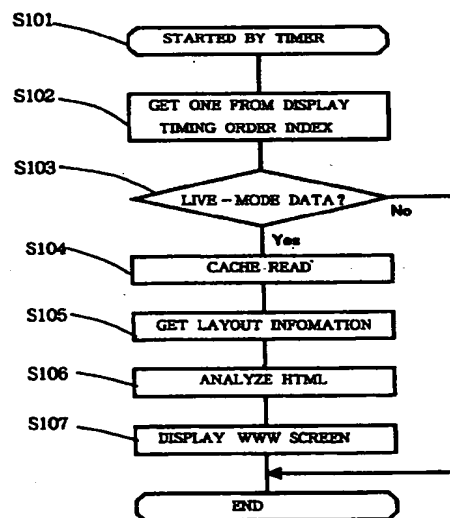 S101
STARTED BY TIMER
S102
GET ONE FROM DISPLAY
TIMING ORDER INDEX
S103
LIVE-MODE DATA?
No
Yes
S104
CACHE READ
S105
GET LAYOUT INFOMATION
S106
ANALYZE HTML
S107
DISPLAY WWW SCREEN
END